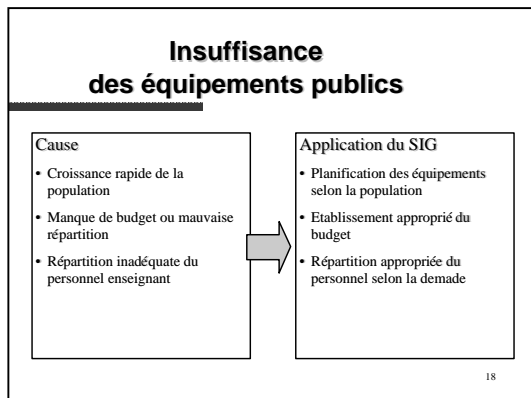 Insuffisance
des équipements publics
Cause
• Croissance rapide de la
population
• Manque de budget ou mauvaise
répartition
• Répartition inadéquate du
personnel enseignant
Application du SIG
• Planification des équipements
selon la population
• Etablissement approprié du
budget
• Répartition appropriée du
personnel selon la demade
18